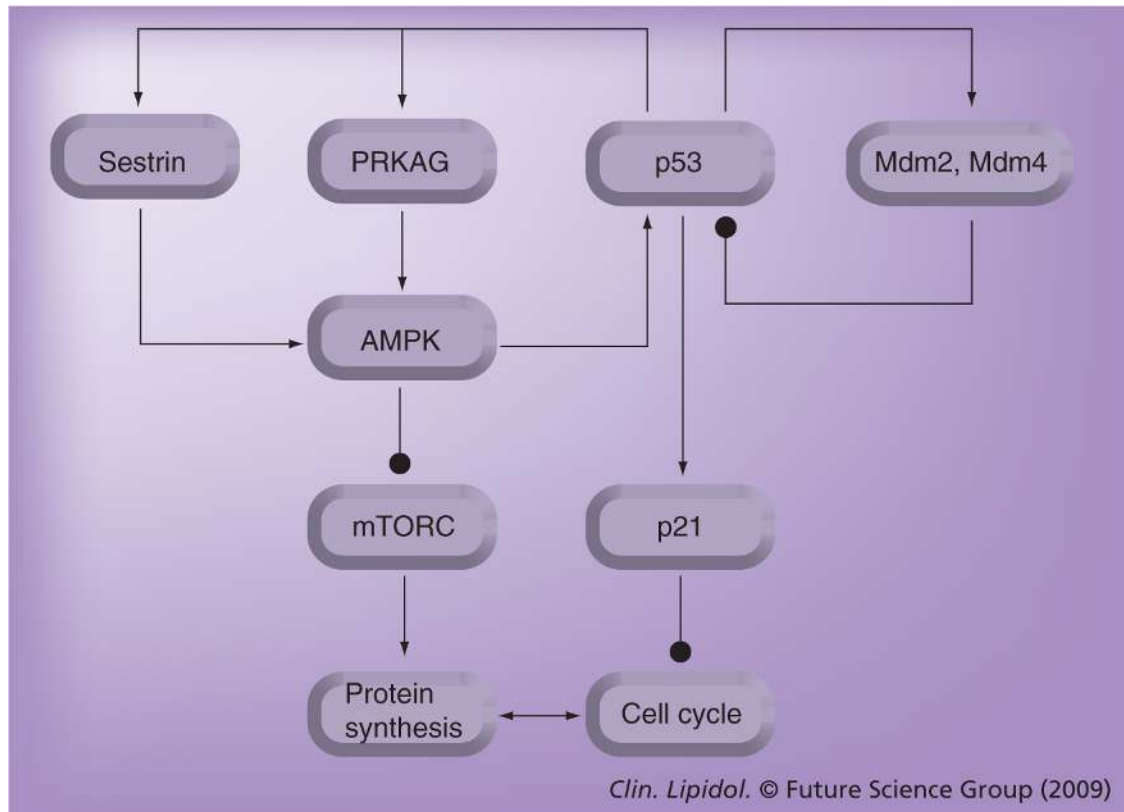 Sestrin
PRKAG
p53
Mdm2, Mdm4
AMPK
mTORC
p21
Protein
synthesis
Cell cycle
Clin. Lipidol. © Future Science Group (2009)